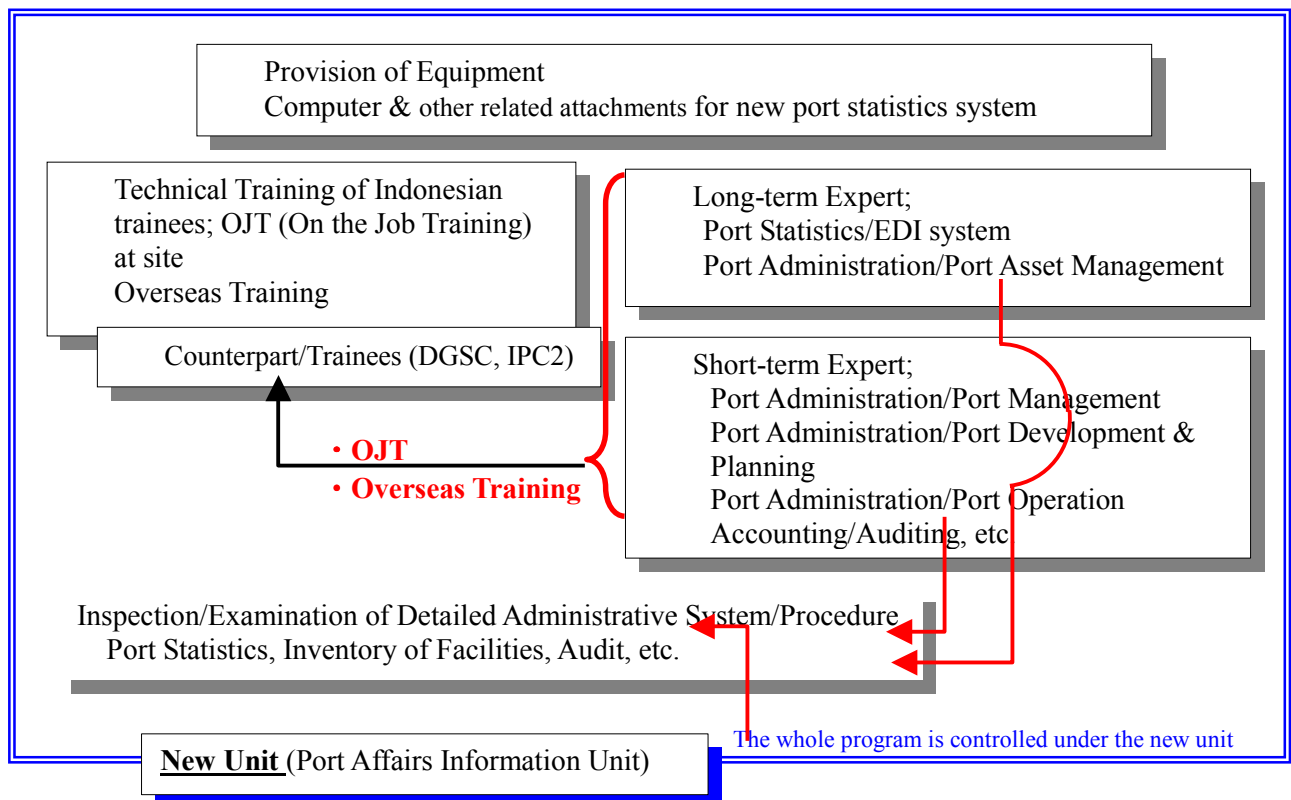 Provision of Equipment
Computer & other related attachments for new port statistics system
Technical Training of Indonesian
trainees; OJT (On the Job Training)
at site
Overseas Training
Counterpart/Trainees (DGSC, IPC2)
Long-term Expert;
Port Statistics/EDI system
Port Administration/Port Asset Management
Short-term Expert;
Port Administration/Port Management
Port Administration/Port Development &
Planning
Port Administration/Port Operation
Accounting/Auditing, etc
・OJT
・Overseas Training
Inspection/Examination of Detailed Administrative System/Procedure
Port Statistics, Inventory of Facilities, Audit, etc.
The whole program is controlled under the new unit
New Unit (Port Affairs Information Unit)